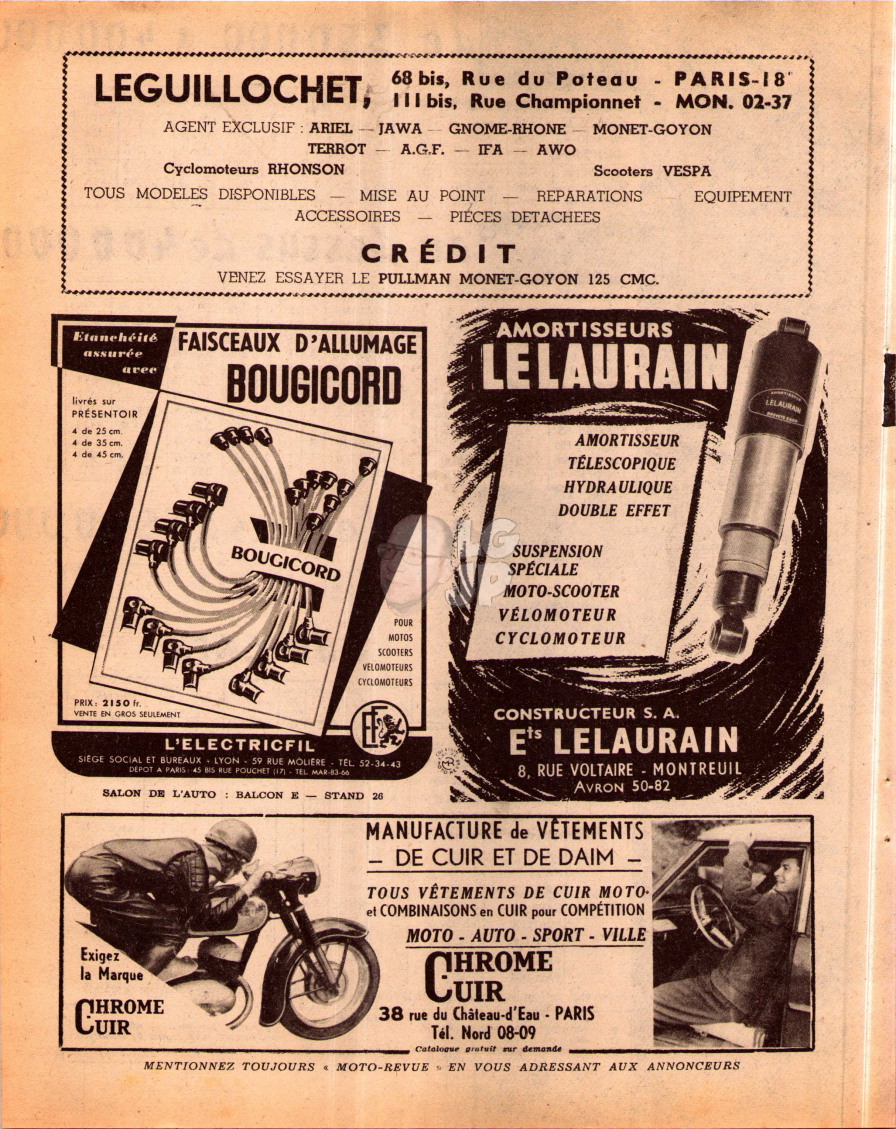 LEGUILLOCHET, 68 bis, Rue du Poteau - PARIS-18e
111 bis, Rue Championnet - MON. 02-37
AGENT EXCLUSIF : ARIEL — JAWA — GNOME-RHONE — MONET-GOYON
TERROT — A.G.F. — IFA — AWO
Cyclomoteurs RHONSON Scooters VESPA
TOUS MODELES DISPONIBLES — MISE AU POINT — REPARATIONS EQUIPEMENT
ACCESSOIRES — PIÉCES DETACHEES
CRÉDIT
VENEZ ESSAYER LE PULLMAN MONET-GOYON 125 CMC.
Etanchéité
assurée
avec
FAISCEAUX D'ALLUMAGE
BOUGICORD
livrés sur
PRÉSENTOIR
4 de 25 cm.
4 de 35 cm.
4 de 45 cm.
BOUGICORD
POUR
MOTOS
SCOOTERS
VELOMOTEURS
CYCLOMOTEURS
PRIX : 2150 fr.
VENTE EN GROS SEULEMENT
EF
L'ELECTRICFIL
SIÈGE SOCIAL ET BUREAUX - LYON - 59 RUE MOLIÈRE - TÉL. 52-34-43
DÉPOT A PARIS : 45 BIS RUE POUCHET (17) - TEL. MAR-83-66
SALON DE L'AUTO : BALCON E — STAND 26
AMORTISSEURS
LELAURAIN
AMORTISSEUR
LELAURAIN
AMORTISSEUR
TÉLESCOPIQUE
HYDRAULIQUE
DOUBLE EFFET
SUSPENSION
SPÉCIALE
MOTO-SCOOTER
VÉLOMOTEUR
CYCLOMOTEUR
CONSTRUCTEUR S. A.
Ets LELAURAIN
8, RUE VOLTAIRE - MONTREUIL
AVRON 50-82
MANUFACTURE de VÊTEMENTS
– DE CUIR ET DE DAIM –
TOUS VÊTEMENTS DE CUIR MOTO-
et COMBINAISONS en CUIR pour COMPÉTITION
MOTO - AUTO - SPORT - VILLE
CHROME
CUIR
38 rue du Château-d'Eau - PARIS
Tél. Nord 08-09
Catalogue gratuit sur demande
Exigez
la Marque
CHROME
CUIR
MENTIONNEZ TOUJOURS « MOTO-REVUE » EN VOUS ADRESSANT AUX ANNONCEURS